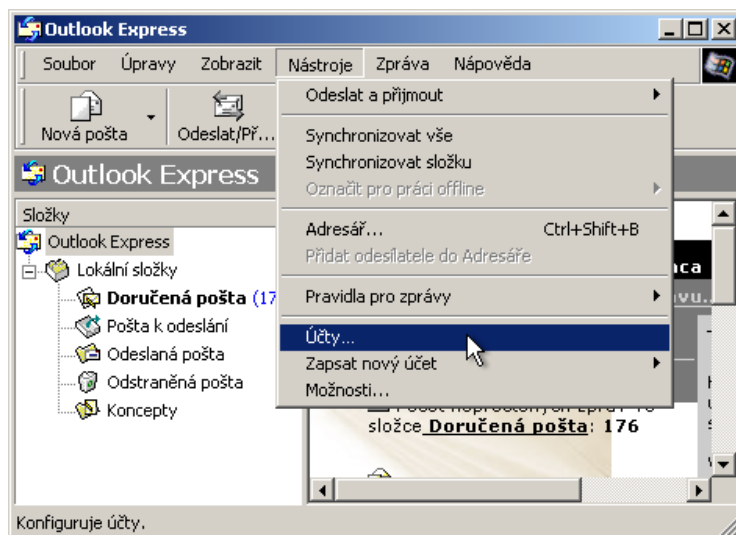 Outlook Express
Soubor Úpravy Zobrazit Nástroje Zpráva Nápověda
Nová pošta Odeslat/Př...
Odeslat a přijmout
Synchronizovat vše
Synchronizovat složku
Označit pro práci offline
Adresář... Ctrl+Shift+B
Přidat odesílatele do Adresáře
Pravidla pro zprávy
Účty...
Zapsat nový účet
Možnosti...
Outlook Express
Složky
Outlook Express
Lokální složky
Doručená pošta (17
Pošta k odeslání
Odeslaná pošta
Odstraněná pošta
Koncepty
složce Doručená pošta: 176
Konfiguruje účty.